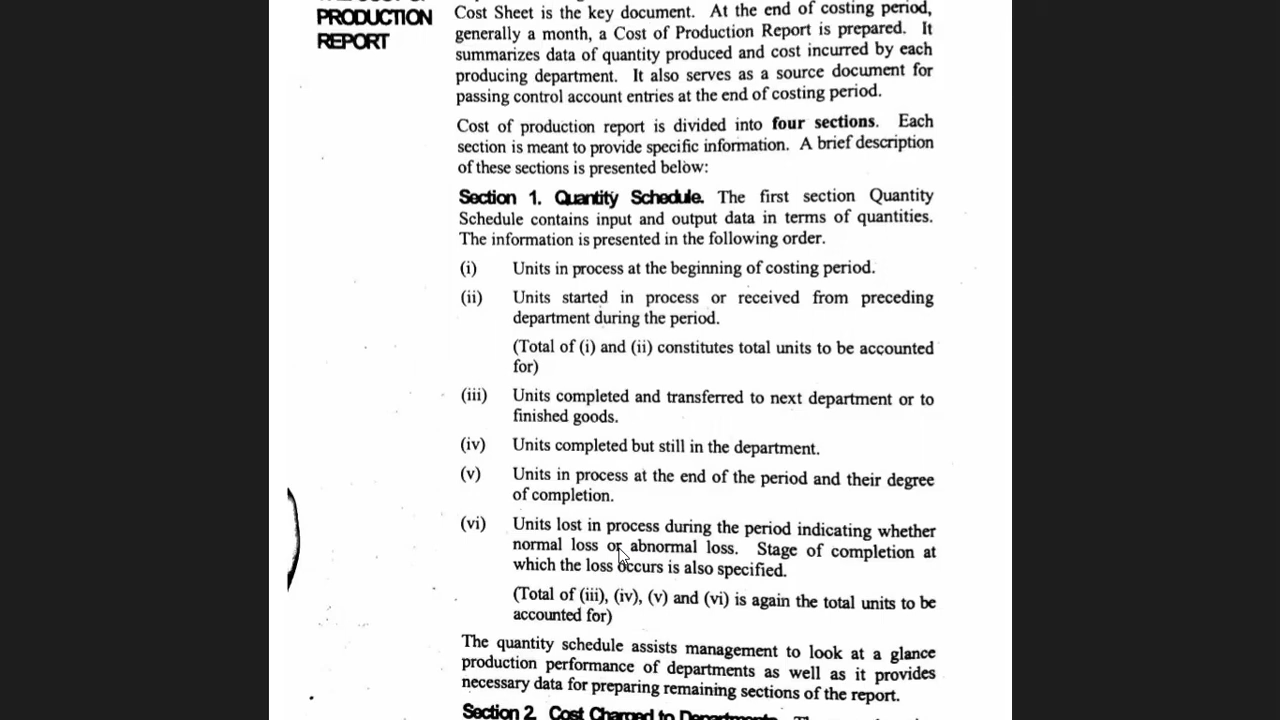 PRODUCTION
REPORT
Cost Sheet is the key document. At the end of costing period,
generally a month, a Cost of Production Report is prepared. It
summarizes data of quantity produced and cost incurred by each
producing department. It also serves as a source document for
passing control account entries at the end of costing period.
Cost of production report is divided into four sections. Each
section is meant to provide specific information. A brief description
of these sections is presented below:
Section 1. Quantity Schedule. The first section Quantity
Schedule contains input and output data in terms of quantities.
The information is presented in the following order.
(i) Units in process at the beginning of costing period.
(ii) Units started in process or received from preceding
department during the period.
(Total of (i) and (ii) constitutes total units to be accounted
for)
(iii) Units completed and transferred to next department or to
finished goods.
(iv) Units completed but still in the department.
(v) Units in process at the end of the period and their degree
of completion.
(vi) Units lost in process during the period indicating whether
normal loss or abnormal loss. Stage of completion at
which the loss occurs is also specified.
(Total of (iii), (iv), (v) and (vi) is again the total units to be
accounted for)
The quantity schedule assists management to look at a glance
production performance of departments as well as it provides
necessary data for preparing remaining sections of the report.
Section 2. Cost Charged to Departments.